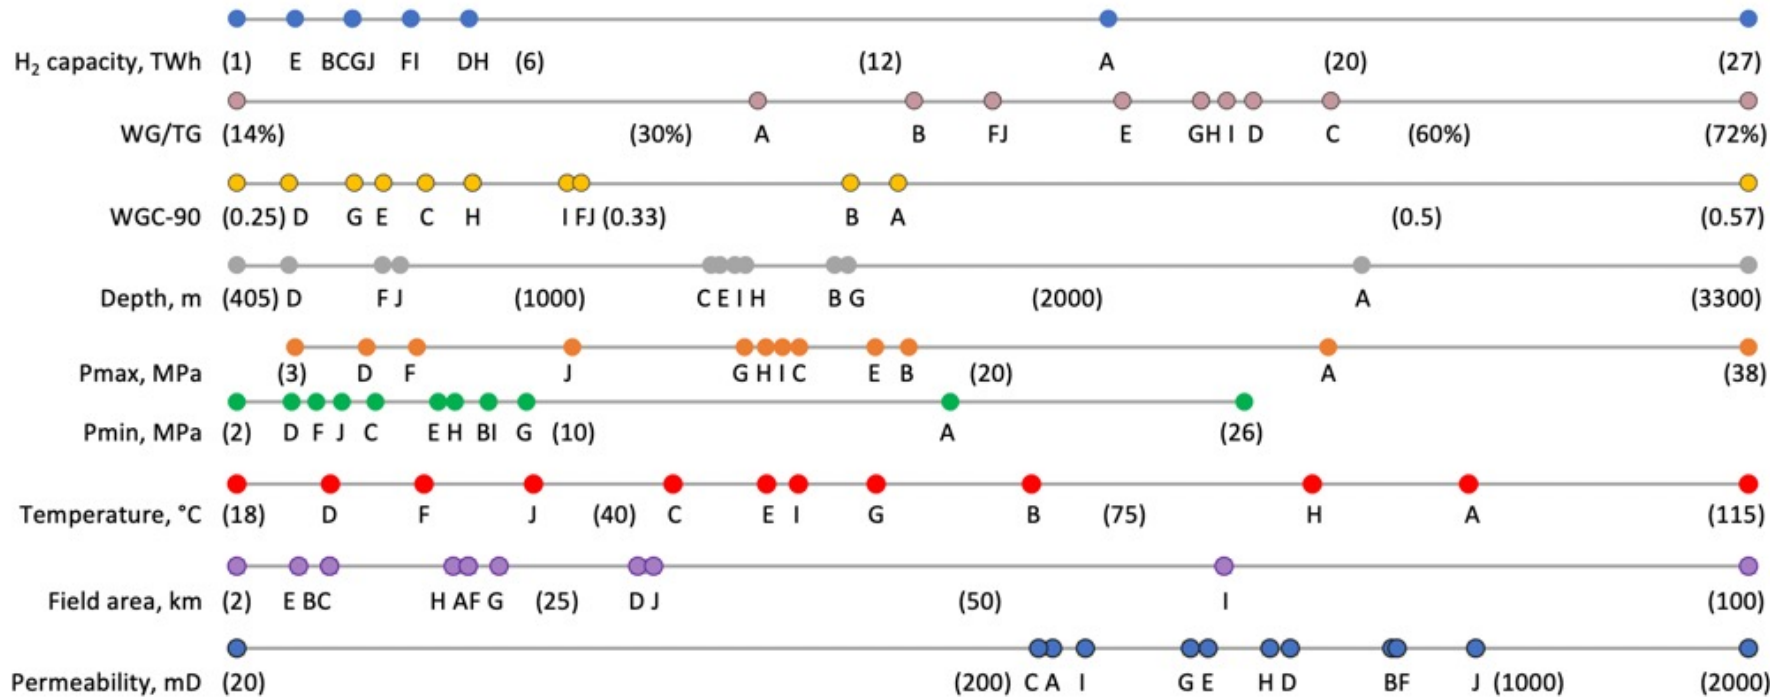 H₂ capacity, TWh (1) E BCGJ FI DH (6) (12) A (20) (27)
WG/TG (14%) (30%) A B FJ E GH I D C (60%) (72%)
WGC-90 (0.25) D G E C H I FJ (0.33) B A (0.5) (0.57)
Depth, m (405) D F J (1000) C E I H B G (2000) A (3300)
Pmax, MPa (3) D F J G H I C E B (20) A (38)
Pmin, MPa (2) D F J C E H BI G (10) A (26)
Temperature, °C (18) D F J (40) C E I G B (75) H A (115)
Field area, km (2) E BC H AF G (25) D J (50) I (100)
Permeability, mD (20) (200) C A I G E H D BF J (1000) (2000)